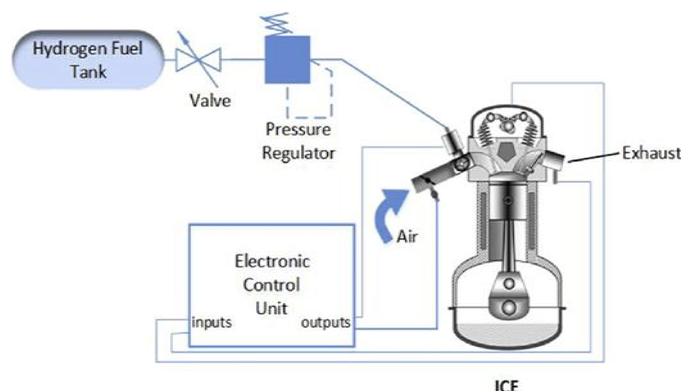 Hydrogen Fuel
Tank
Valve
Pressure
Regulator
Exhaust
Air
Electronic
Control
Unit
inputs
outputs
ICE